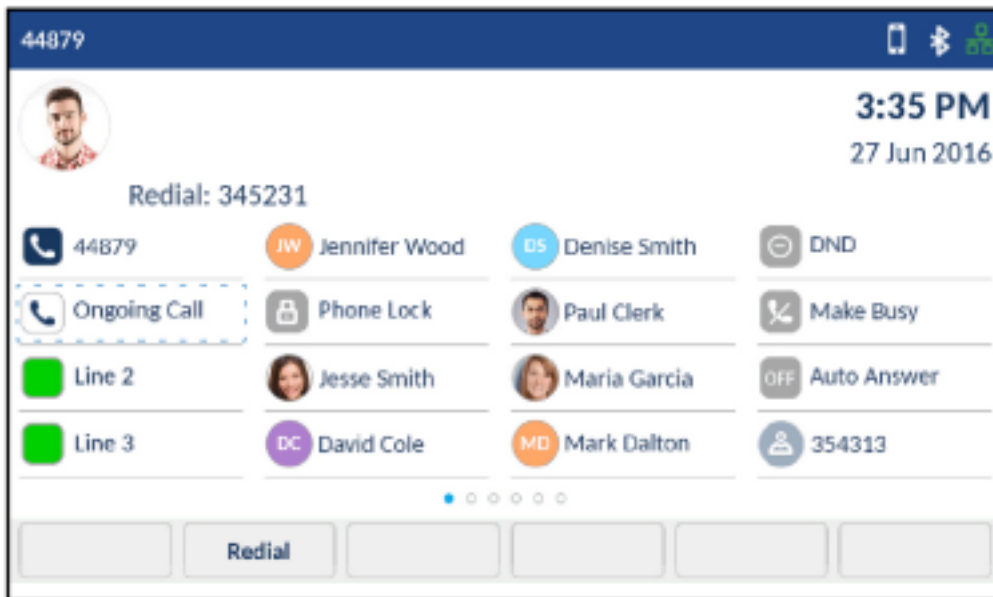 44879
3:35 PM
27 Jun 2016
Redial: 345231
44879
JW Jennifer Wood
DS Denise Smith
DND
Ongoing Call
Phone Lock
Paul Clerk
Make Busy
Line 2
Jesse Smith
Maria Garcia
OFF Auto Answer
Line 3
DC David Cole
MD Mark Dalton
354313
Redial